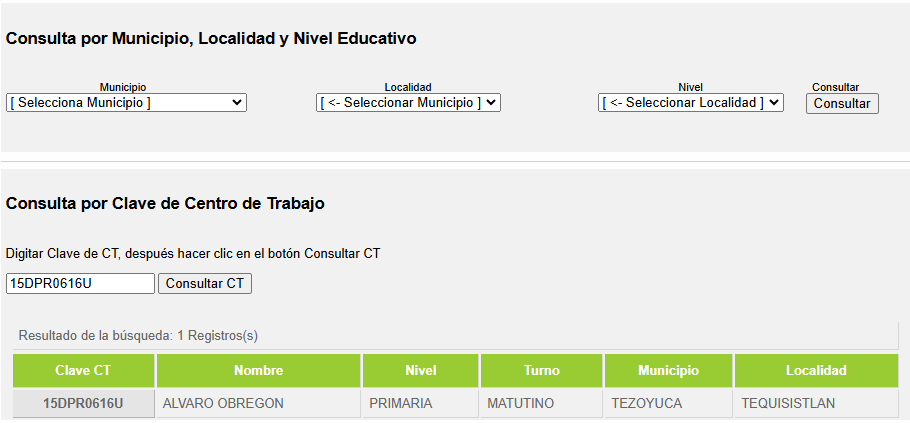 Consulta por Municipio, Localidad y Nivel Educativo
Municipio Localidad Nivel Consultar
[ Selecciona Municipio ] [ <- Seleccionar Municipio ] [ <- Seleccionar Localidad ] Consultar
Consulta por Clave de Centro de Trabajo
Digitar Clave de CT, después hacer clic en el botón Consultar CT
15DPR0616U Consultar CT
Resultado de la búsqueda: 1 Registros(s)
Clave CT Nombre Nivel Turno Municipio Localidad
15DPR0616U ALVARO OBREGON PRIMARIA MATUTINO TEZOYUCA TEQUISISTLAN